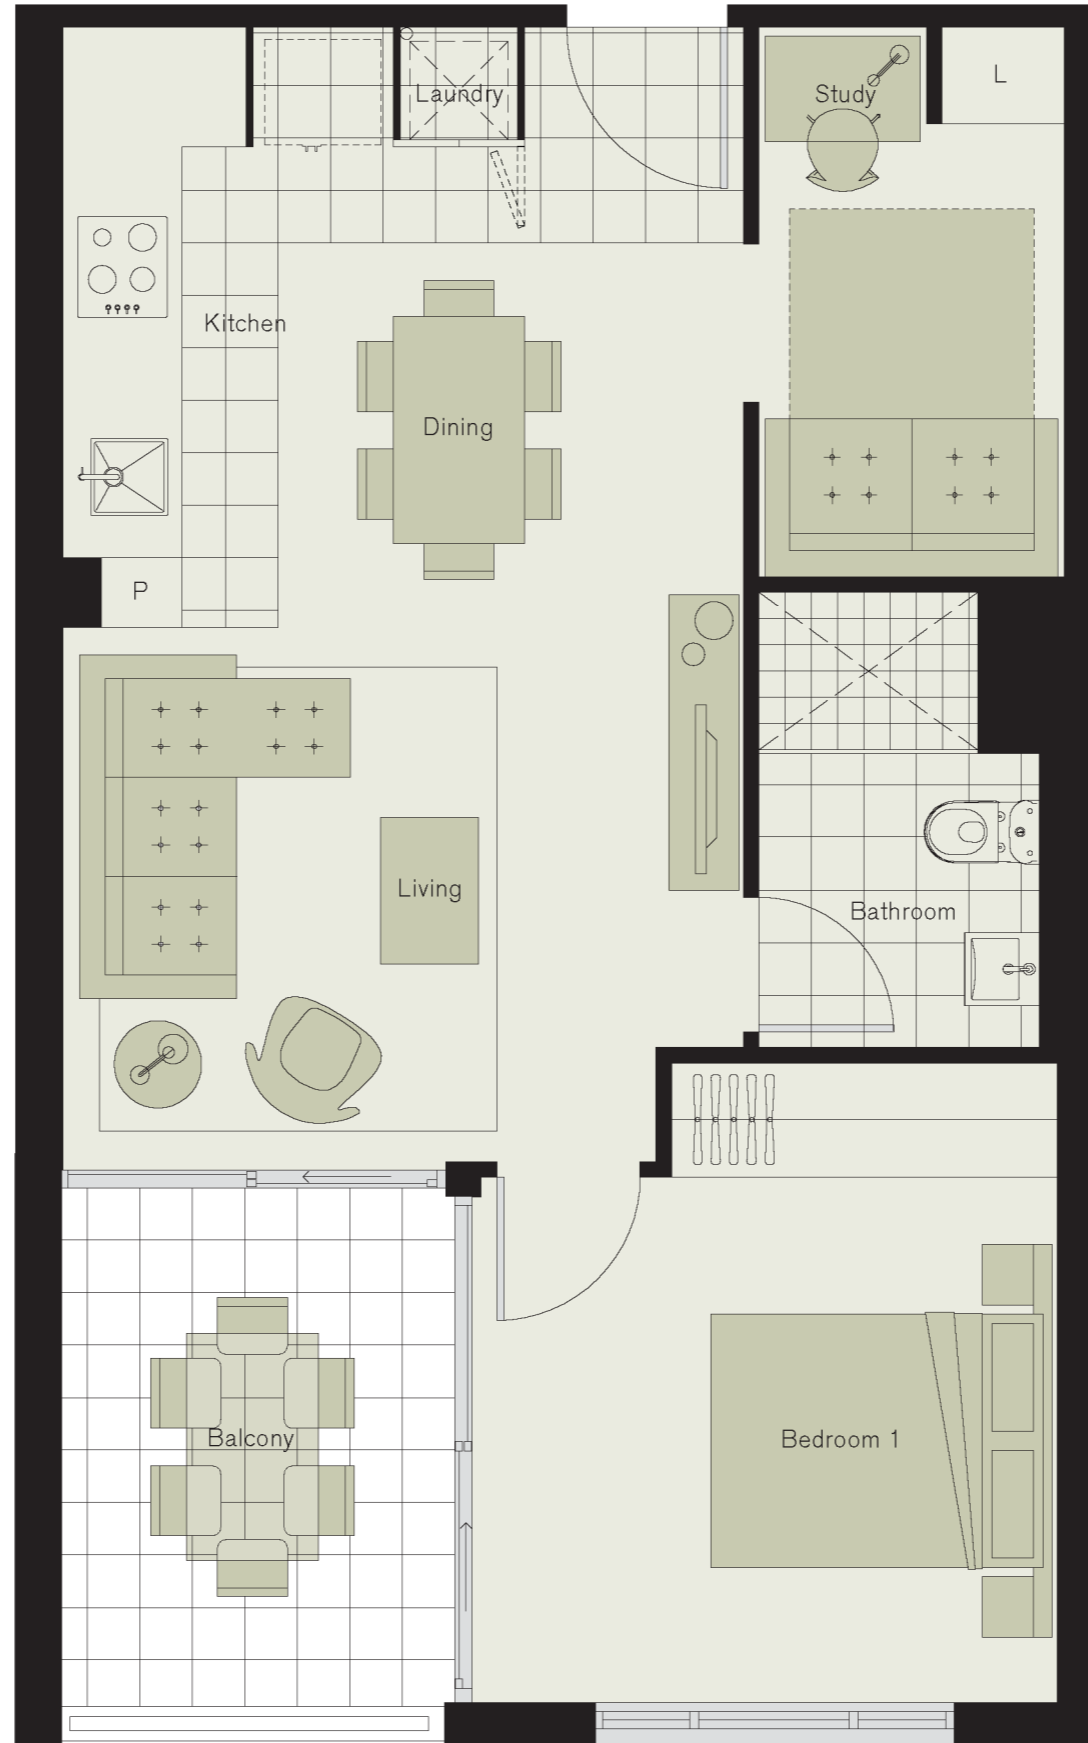 Laundry
Study
L
Kitchen
Dining
P
Living
Bathroom
Balcony
Bedroom 1